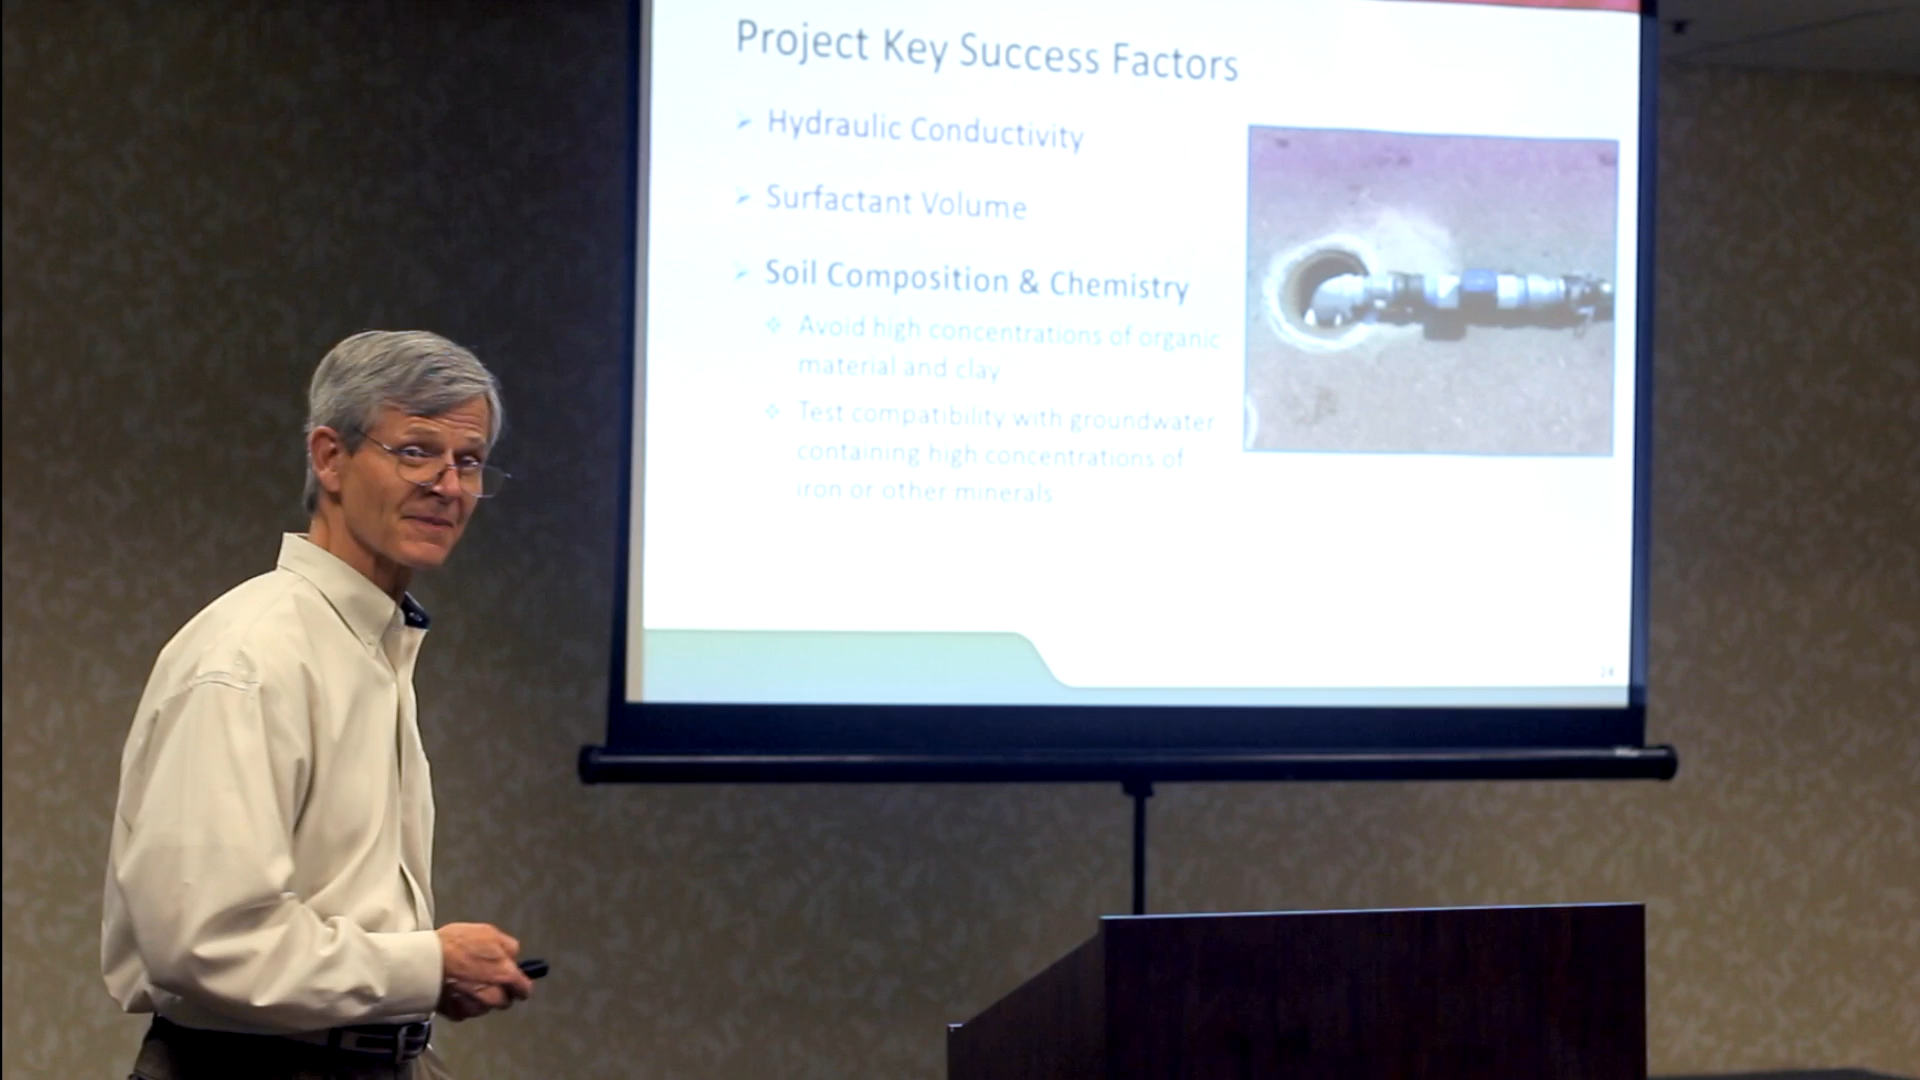 Project Key Success Factors
Hydraulic Conductivity
Surfactant Volume
Soil Composition & Chemistry
Avoid high concentrations of organic
material and clay
Test compatibility with groundwater
containing high concentrations of
iron or other minerals